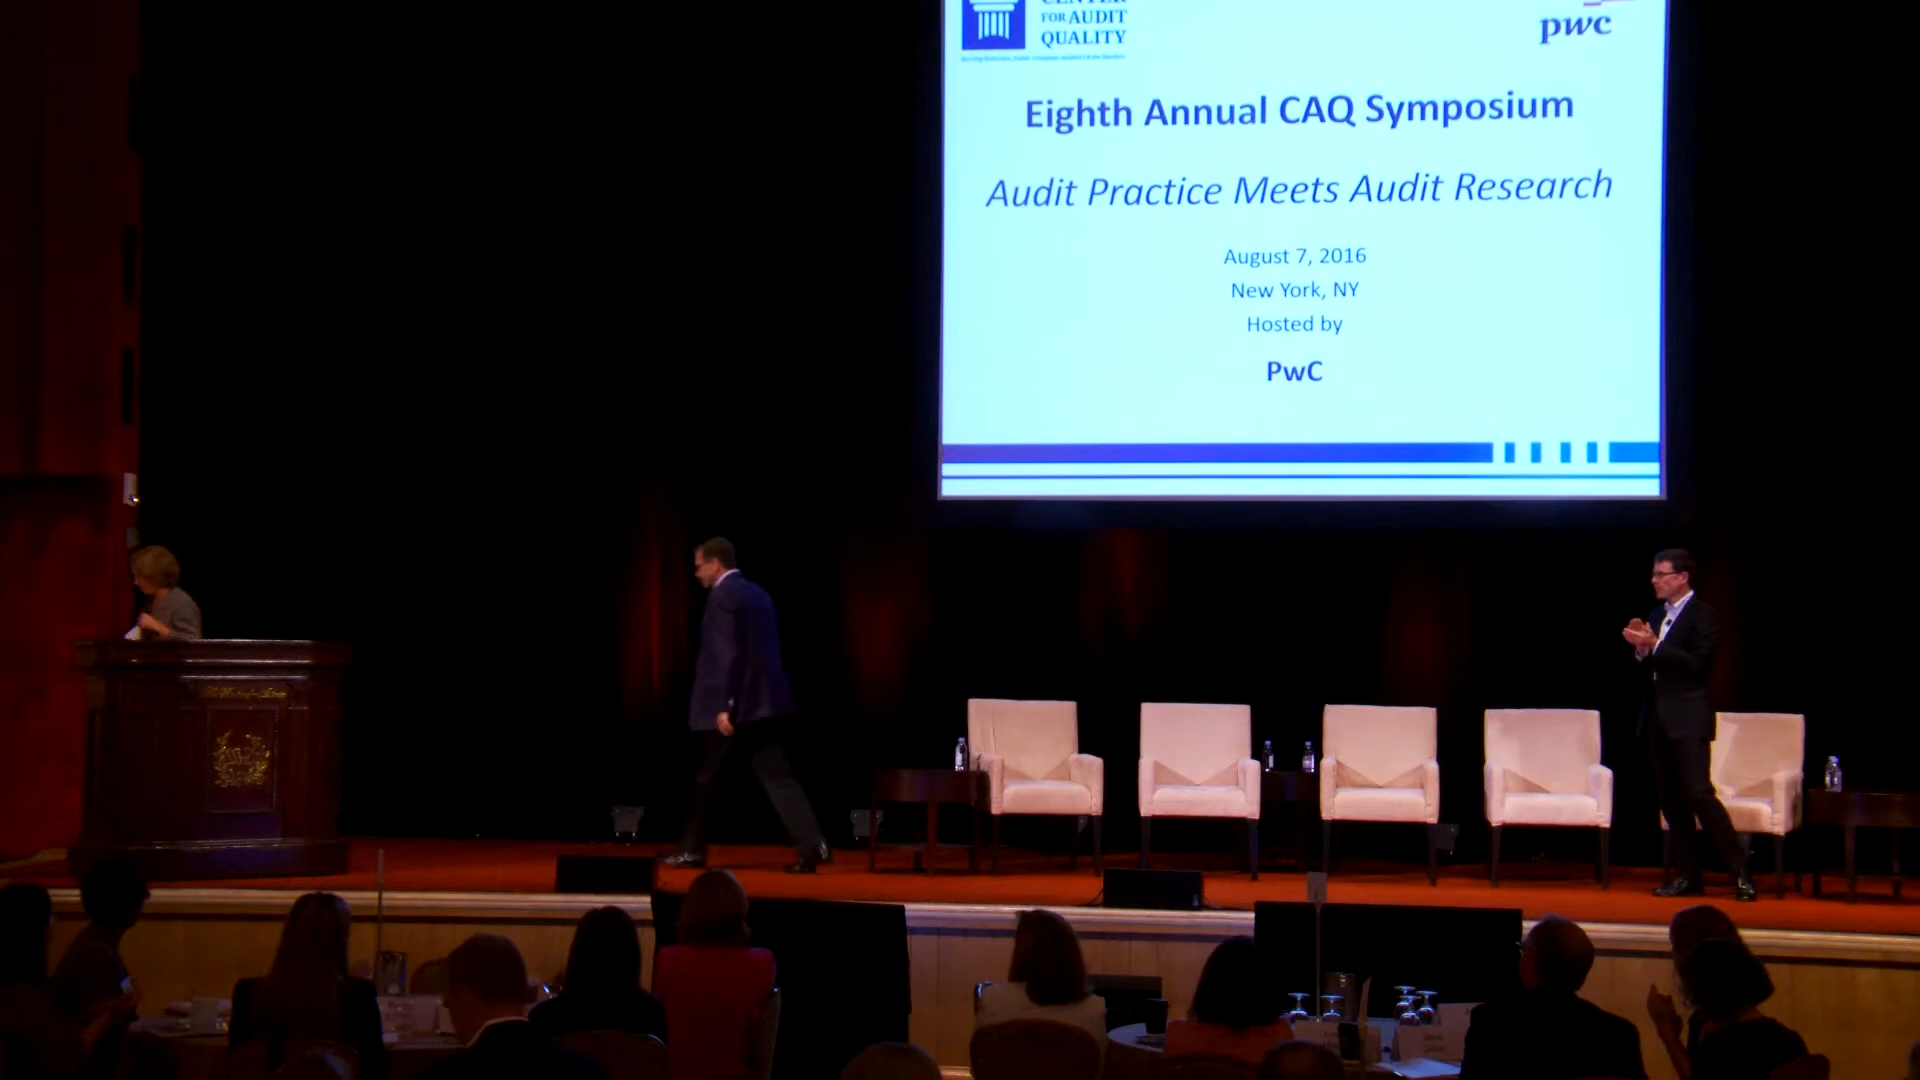 CENTER
FOR AUDIT
QUALITY
pwc
Eighth Annual CAQ Symposium
Audit Practice Meets Audit Research
August 7, 2016
New York, NY
Hosted by
PwC